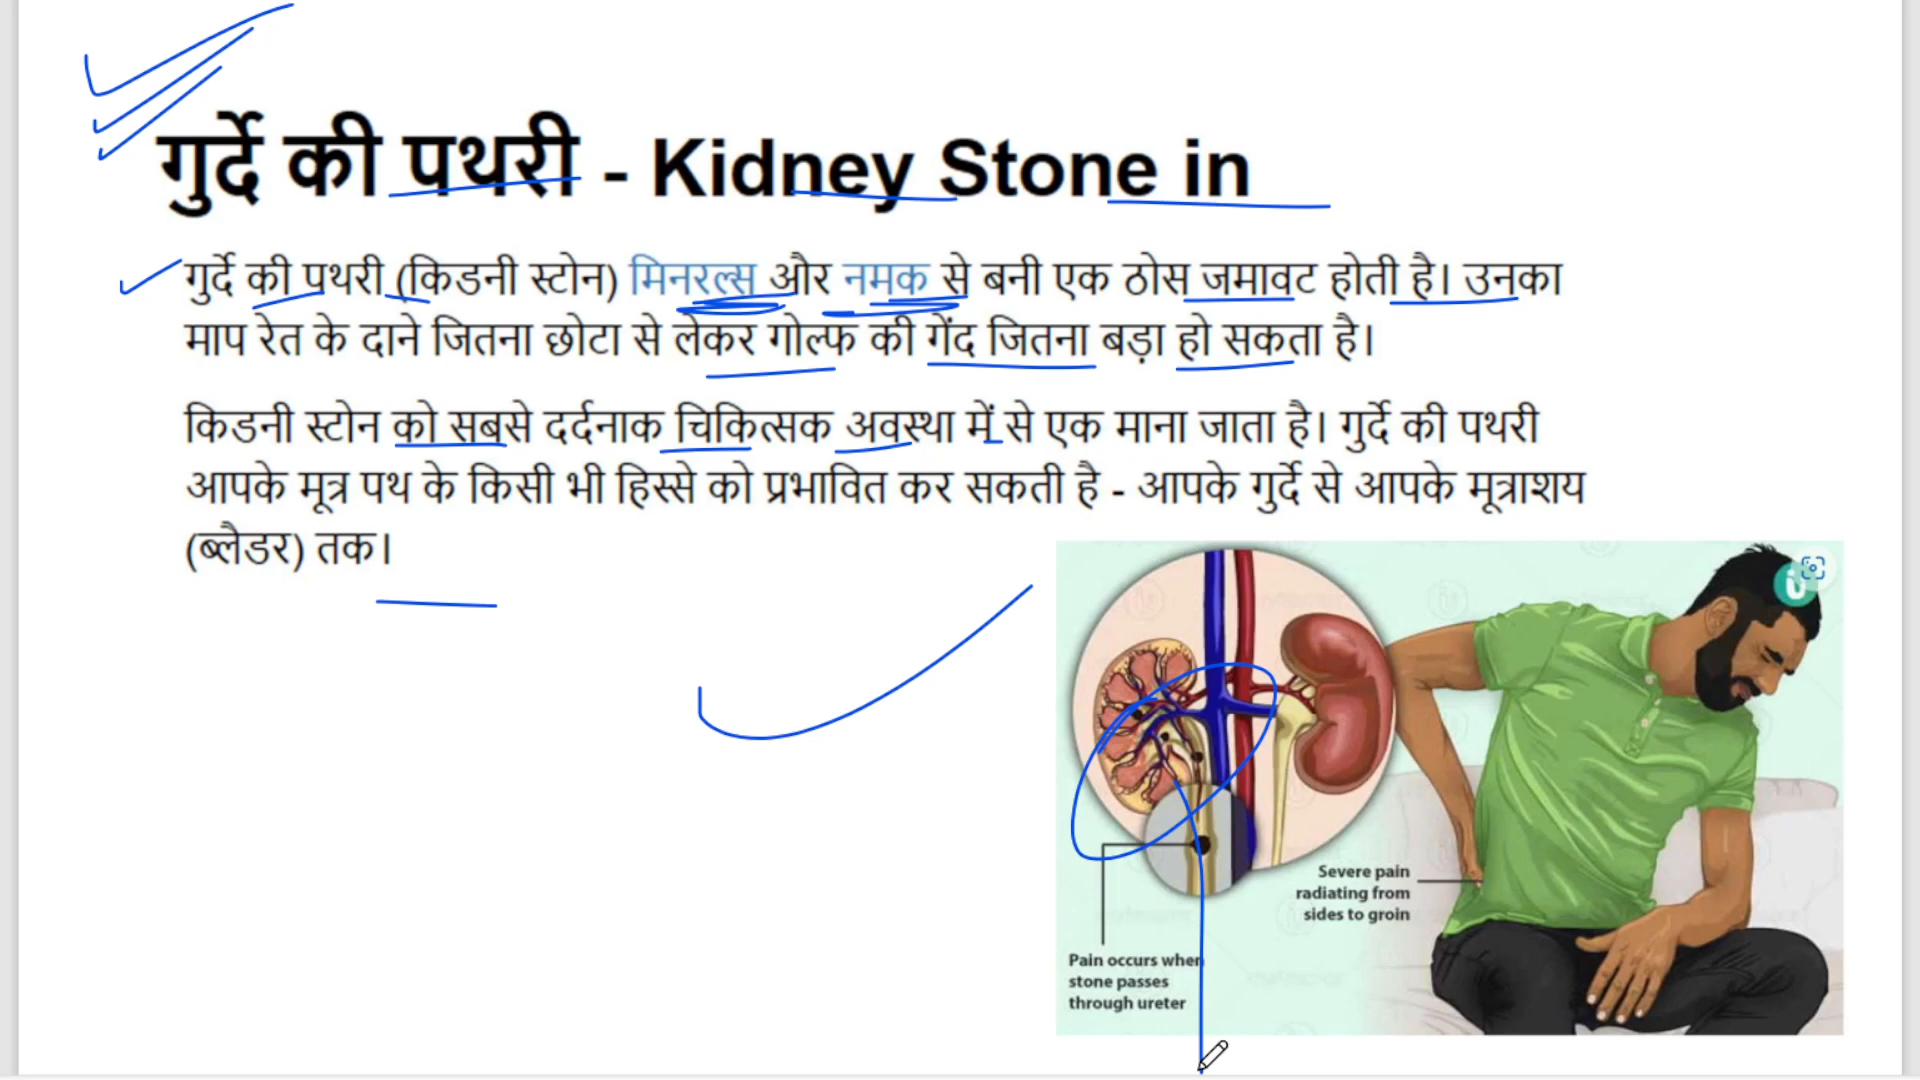 गुर्दे की पथरी - Kidney Stone in
गुर्दे की पथरी (किडनी स्टोन) मिनरल्स और नमक से बनी एक ठोस जमावट होती है। उनका
माप रेत के दाने जितना छोटा से लेकर गोल्फ की गेंद जितना बड़ा हो सकता है।
किडनी स्टोन को सबसे दर्दनाक चिकित्सक अवस्था में से एक माना जाता है। गुर्दे की पथरी
आपके मूत्र पथ के किसी भी हिस्से को प्रभावित कर सकती है - आपके गुर्दे से आपके मूत्राशय
(ब्लैडर) तक।
Severe pain
radiating from
sides to groin
Pain occurs when
stone passes
through ureter